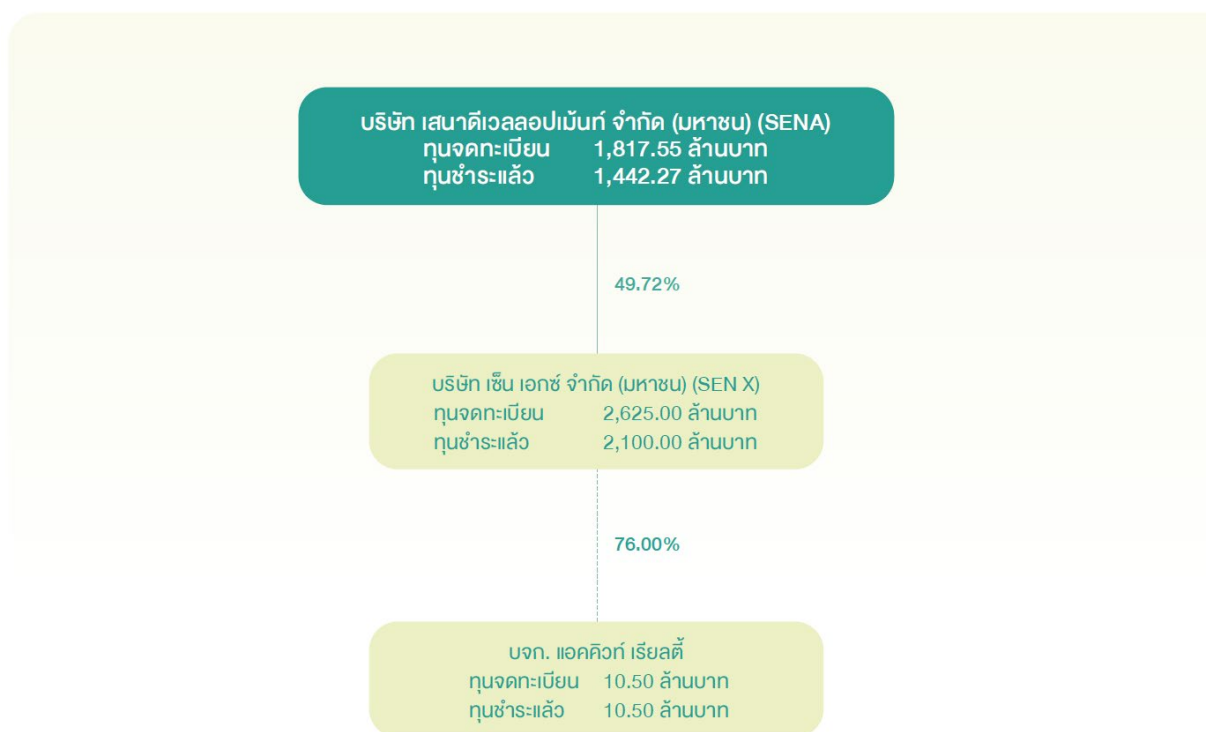 บริษัท เสนาดีเวลลอปเม้นท์ จำกัด (มหาชน) (SENA)
ทุนจดทะเบียน 1,817.55 ล้านบาท
ทุนชำระแล้ว 1,442.27 ล้านบาท
49.72%
บริษัท เซ็น เอกซ์ จำกัด (มหาชน) (SEN X)
ทุนจดทะเบียน 2,625.00 ล้านบาท
ทุนชำระแล้ว 2,100.00 ล้านบาท
76.00%
บจก. แอคคิวท์ เรียลตี้
ทุนจดทะเบียน 10.50 ล้านบาท
ทุนชำระแล้ว 10.50 ล้านบาท